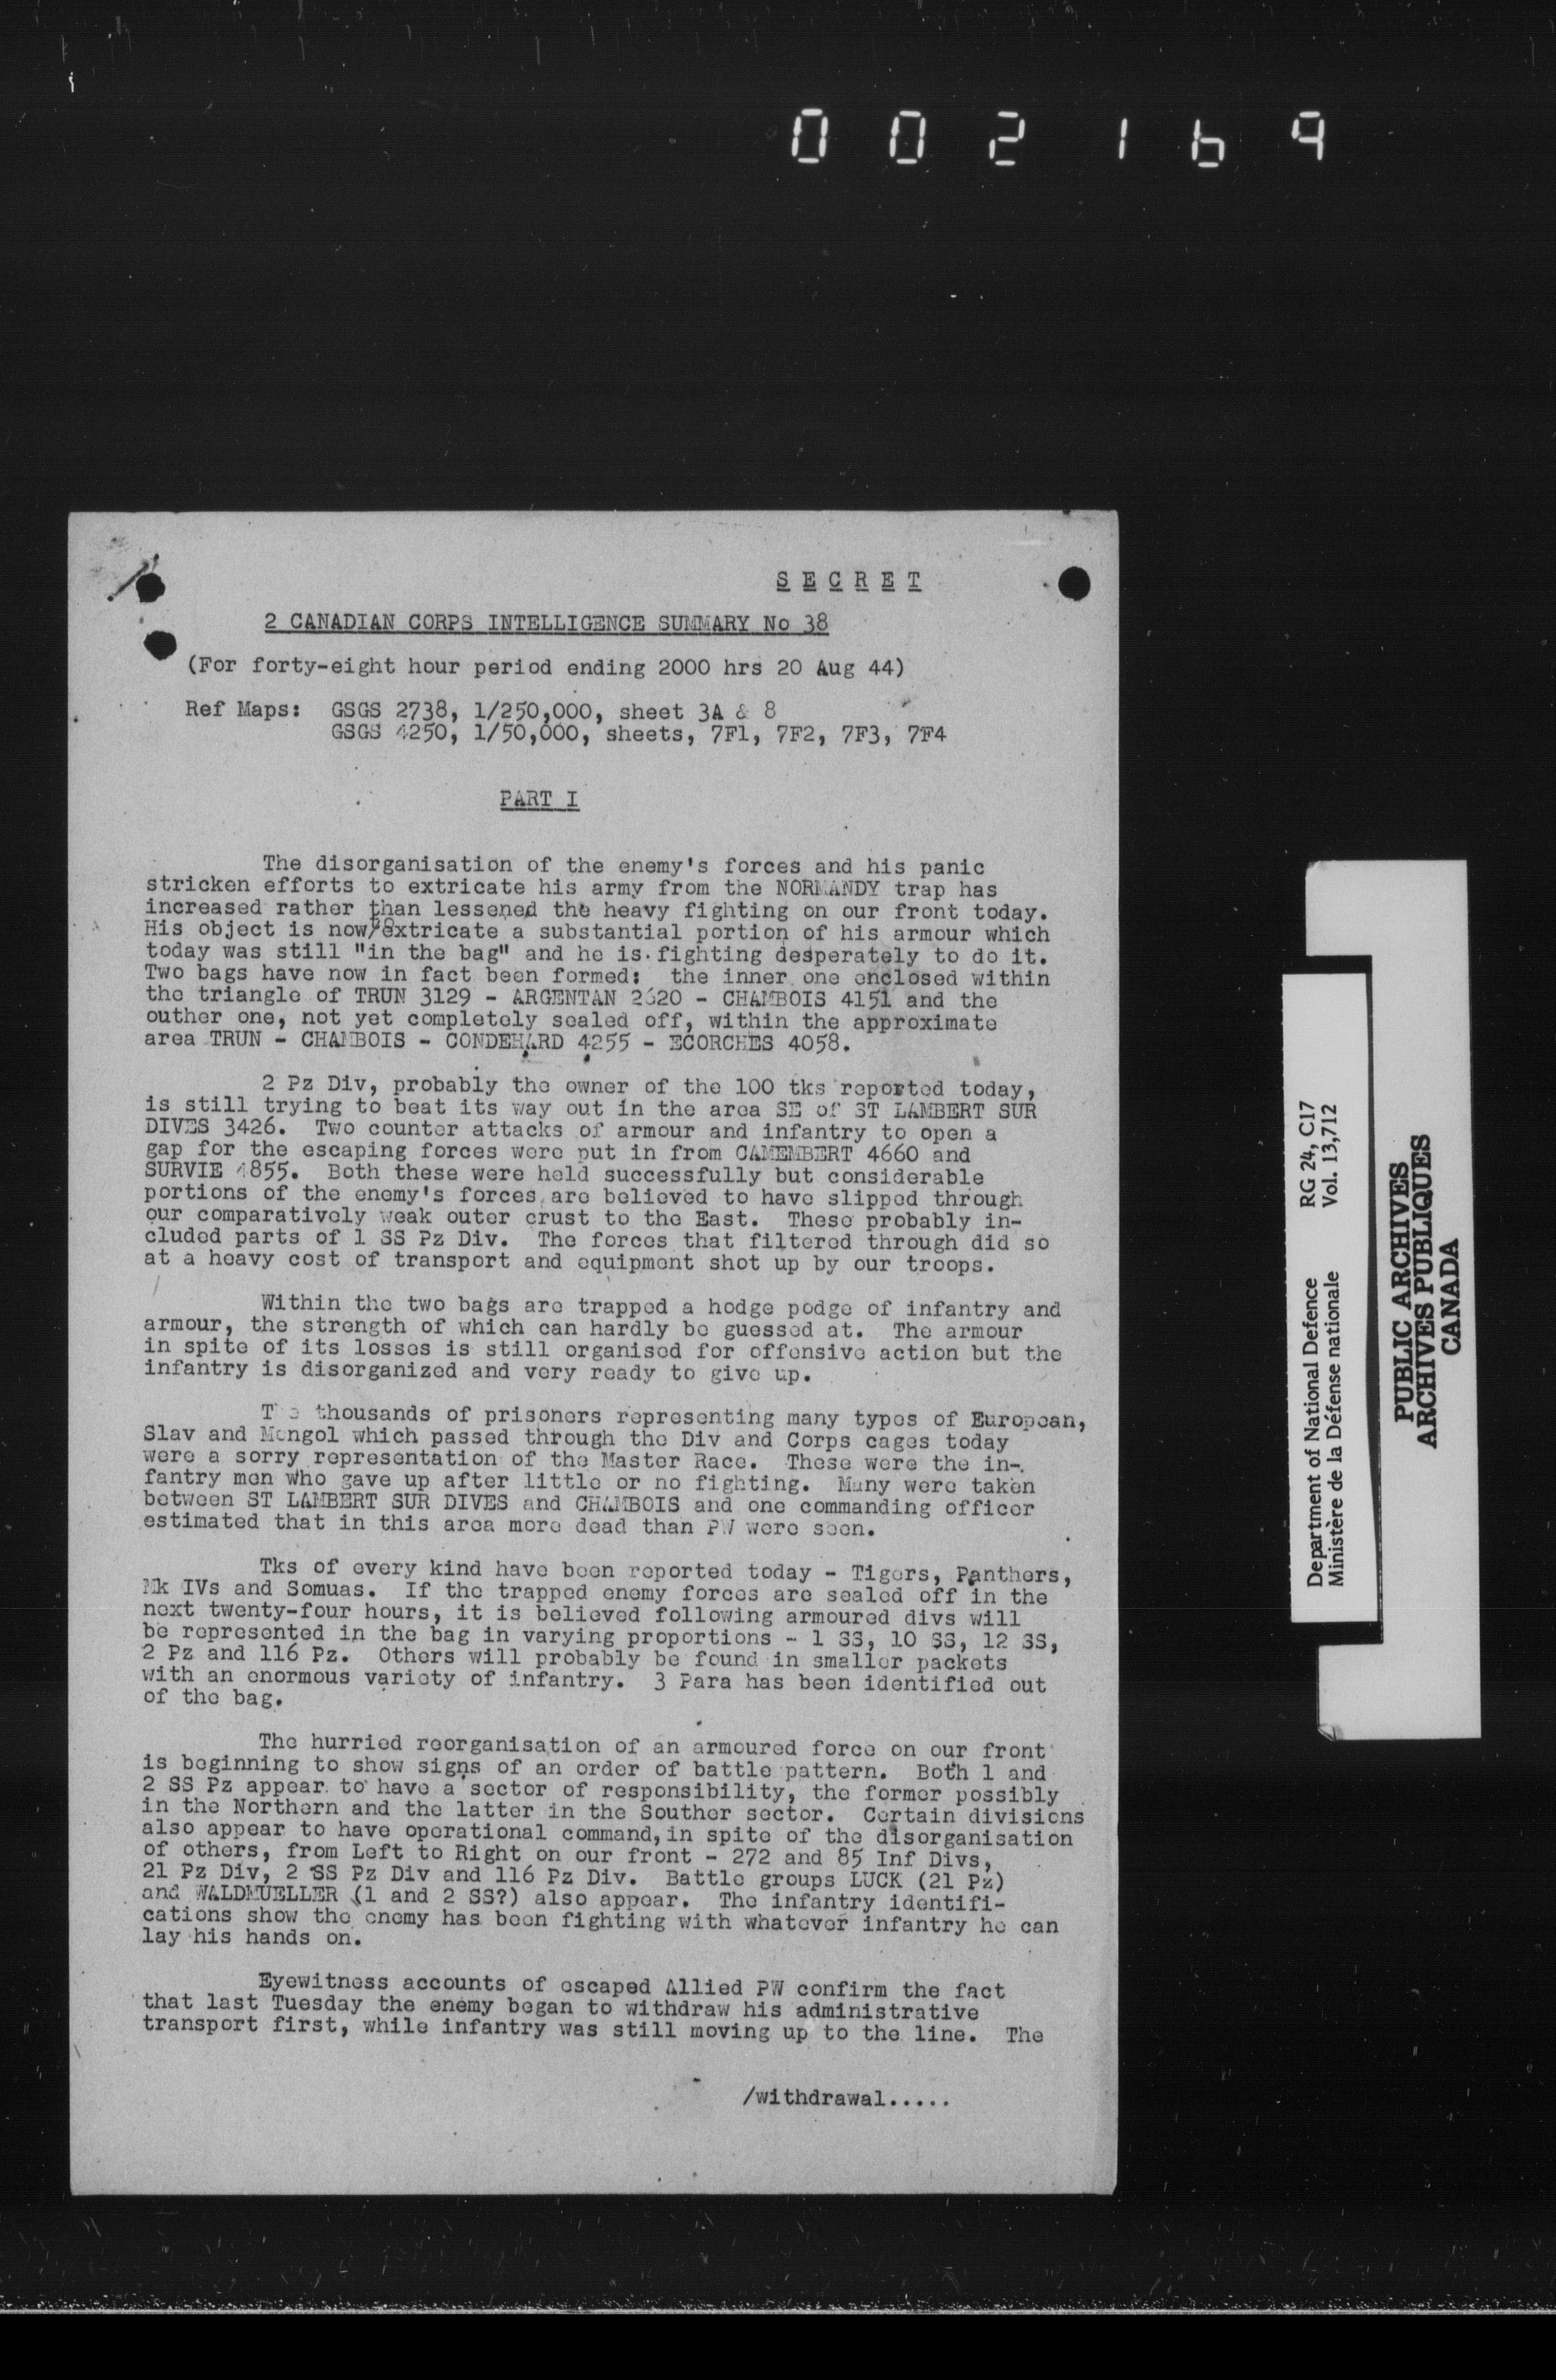 002169
S E C R E T
2 CANADIAN CORPS INTELLIGENCE SUMMARY No 38
(For forty-eight hour period ending 2000 hrs 20 Aug 44)
Ref Maps: GSGS 2738, 1/250,000, sheet 3A & 8
GSGS 4250, 1/50,000, sheets, 7F1, 7F2, 7F3, 7F4
PART I
The disorganisation of the enemy's forces and his panic
stricken efforts to extricate his army from the NORMANDY trap has
increased rather than lessened the heavy fighting on our front today.
His object is now to extricate a substantial portion of his armour which
today was still "in the bag" and he is fighting desperately to do it.
Two bags have now in fact been formed: the inner one enclosed within
the triangle of TRUN 3129 - ARGENTAN 2620 - CHAMBOIS 4151 and the
outher one, not yet completely sealed off, within the approximate
area TRUN - CHAMBOIS - CONDEHARD 4255 - ECORCHES 4058.
2 Pz Div, probably the owner of the 100 tks reported today,
is still trying to beat its way out in the area SE of ST LAMBERT SUR
DIVES 3426. Two counter attacks of armour and infantry to open a
gap for the escaping forces were put in from CAMEMBERT 4660 and
SURVIE 4855. Both these were held successfully but considerable
portions of the enemy's forces are believed to have slipped through
our comparatively weak outer crust to the East. These probably in-
cluded parts of 1 SS Pz Div. The forces that filtered through did so
at a heavy cost of transport and equipment shot up by our troops.
Within the two bags are trapped a hodge podge of infantry and
armour, the strength of which can hardly be guessed at. The armour
in spite of its losses is still organised for offensive action but the
infantry is disorganized and very ready to give up.
The thousands of prisoners representing many types of European,
Slav and Mongol which passed through the Div and Corps cages today
were a sorry representation of the Master Race. These were the in-
fantry men who gave up after little or no fighting. Many were taken
between ST LAMBERT SUR DIVES and CHAMBOIS and one commanding officer
estimated that in this area more dead than PW were seen.
Tks of every kind have been reported today - Tigers, Panthers,
Mk IVs and Somuas. If the trapped enemy forces are sealed off in the
next twenty-four hours, it is believed following armoured divs will
be represented in the bag in varying proportions - 1 SS, 10 SS, 12 SS,
2 Pz and 116 Pz. Others will probably be found in smaller packets
with an enormous variety of infantry. 3 Para has been identified out
of the bag.
The hurried reorganisation of an armoured force on our front
is beginning to show signs of an order of battle pattern. Both 1 and
2 SS Pz appear to have a sector of responsibility, the former possibly
in the Northern and the latter in the Souther sector. Certain divisions
also appear to have operational command, in spite of the disorganisation
of others, from Left to Right on our front - 272 and 85 Inf Divs,
21 Pz Div, 2 SS Pz Div and 116 Pz Div. Battle groups LUCK (21 Pz)
and WALDMUELLER (1 and 2 SS?) also appear. The infantry identifi-
cations show the enemy has been fighting with whatever infantry he can
lay his hands on.
Eyewitness accounts of escaped Allied PW confirm the fact
that last Tuesday the enemy began to withdraw his administrative
transport first, while infantry was still moving up to the line. The
/withdrawal.....
Department of National Defence RG 24, C17
Ministère de la Défense nationale Vol. 13,712
PUBLIC ARCHIVES
ARCHIVES PUBLIQUES
CANADA